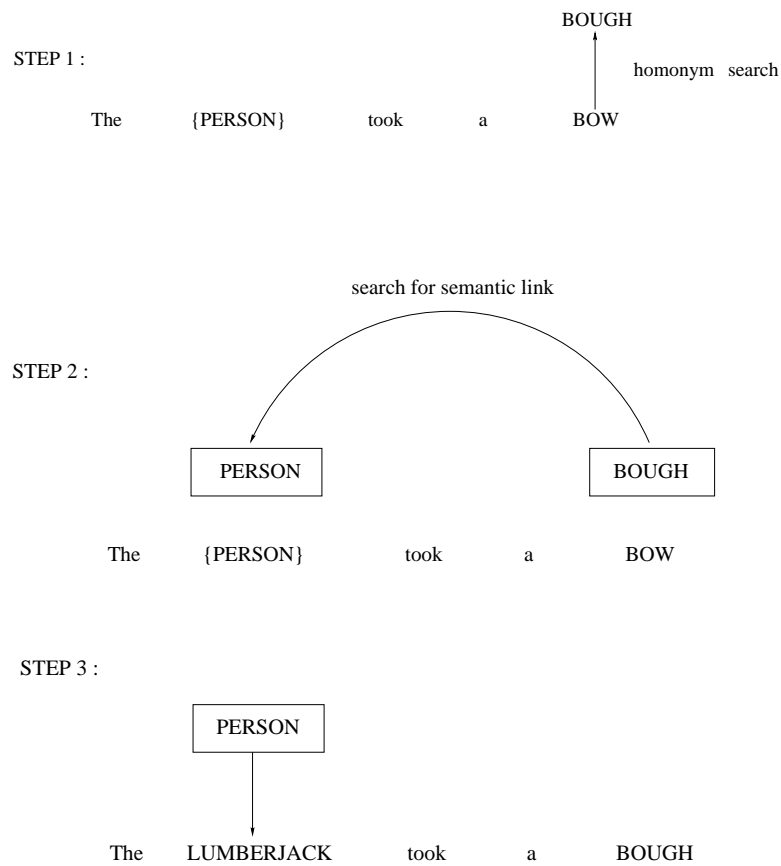 BOUGH
STEP 1 :
homonym search
The {PERSON} took a BOW
search for semantic link
STEP 2 :
PERSON BOUGH
The {PERSON} took a BOW
STEP 3 :
PERSON
The LUMBERJACK took a BOUGH